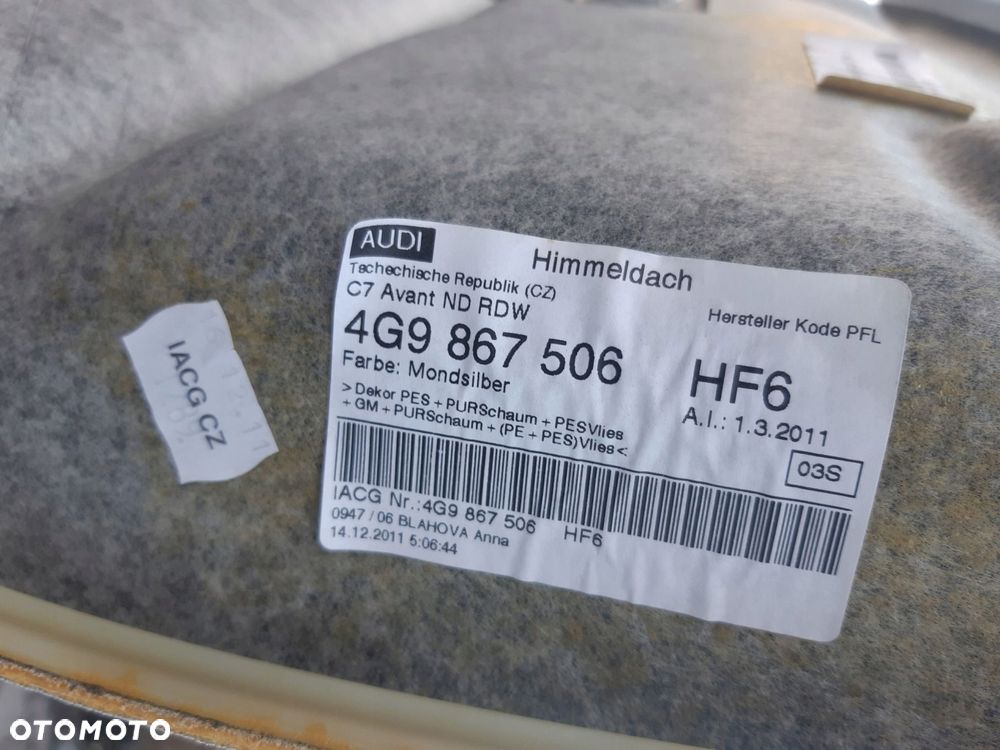 AUDI
Himmeldach
Tschechische Republik (CZ)
C7 Avant ND RDW
Hersteller Kode PFL
4G9 867 506
HF6
Farbe: Mondsilber
A.I.: 1.3.2011
> Dekor PES + PURSchaum + PESVlies
+ GM + PURSchaum + (PE + PES)Vlies <
03S
IACG Nr.:4G9 867 506 HF6
0947 / 06 BLAHOVA Anna
14.12.2011 5:06:44
IACG CZ
OTOMOTO